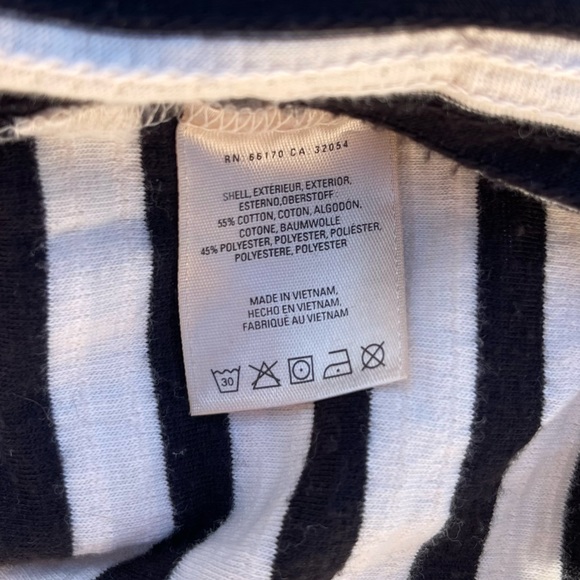 RN: 66170 CA: 32054
SHELL, EXTÉRIEUR, EXTERIOR,
ESTERNO,OBERSTOFF
55% COTTON, COTON, ALGODÓN,
COTONE, BAUMWOLLE
45% POLYESTER, POLYESTER, POLIÉSTER,
POLYESTERE, POLYESTER
MADE IN VIETNAM,
HECHO EN VIETNAM,
FABRIQUÉ AU VIETNAM
30